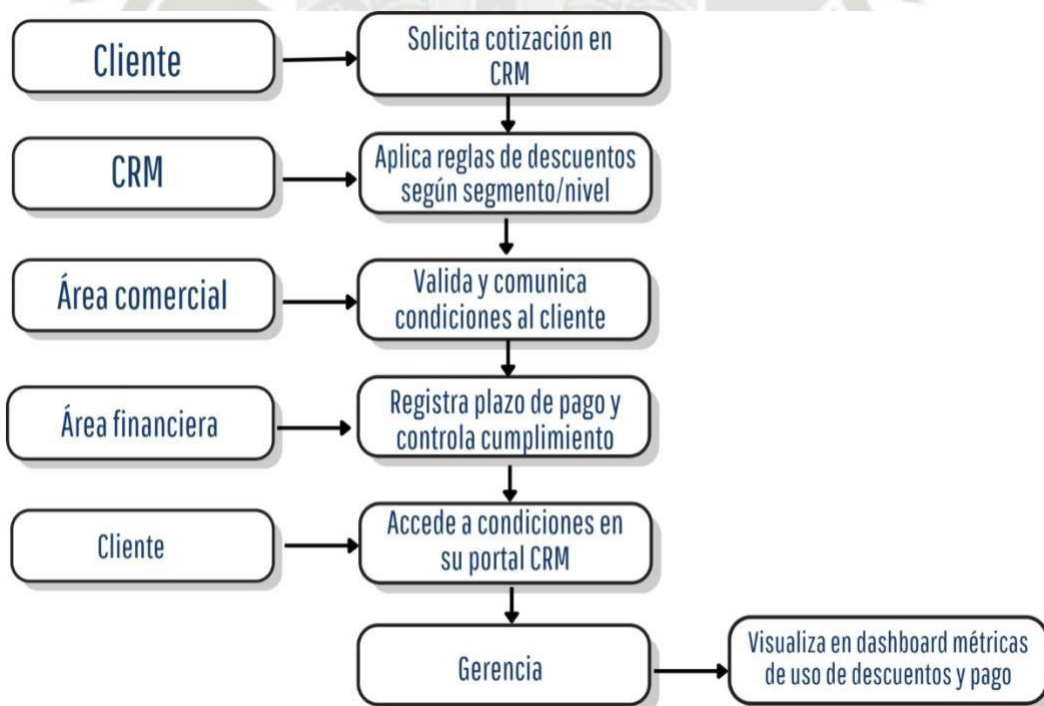 Cliente
Solicita cotización en
CRM
CRM
Aplica reglas de descuentos
según segmento/nivel
Área comercial
Valida y comunica
condiciones al cliente
Área financiera
Registra plazo de pago y
controla cumplimiento
Cliente
Accede a condiciones en
su portal CRM
Gerencia
Visualiza en dashboard métricas
de uso de descuentos y pago